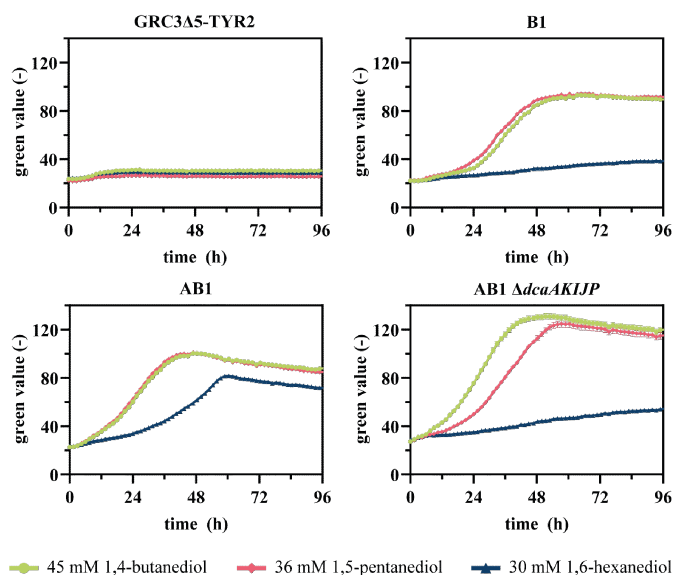 GRC3Δ5-TYR2
B1
green value (-)
120
80
40
0
0 24 48 72 96
time (h)
green value (-)
120
80
40
0
0 24 48 72 96
time (h)
AB1
AB1 ΔdcaAKIJP
green value (-)
120
80
40
0
0 24 48 72 96
time (h)
green value (-)
120
80
40
0
0 24 48 72 96
time (h)
45 mM 1,4-butanediol 36 mM 1,5-pentanediol 30 mM 1,6-hexanediol